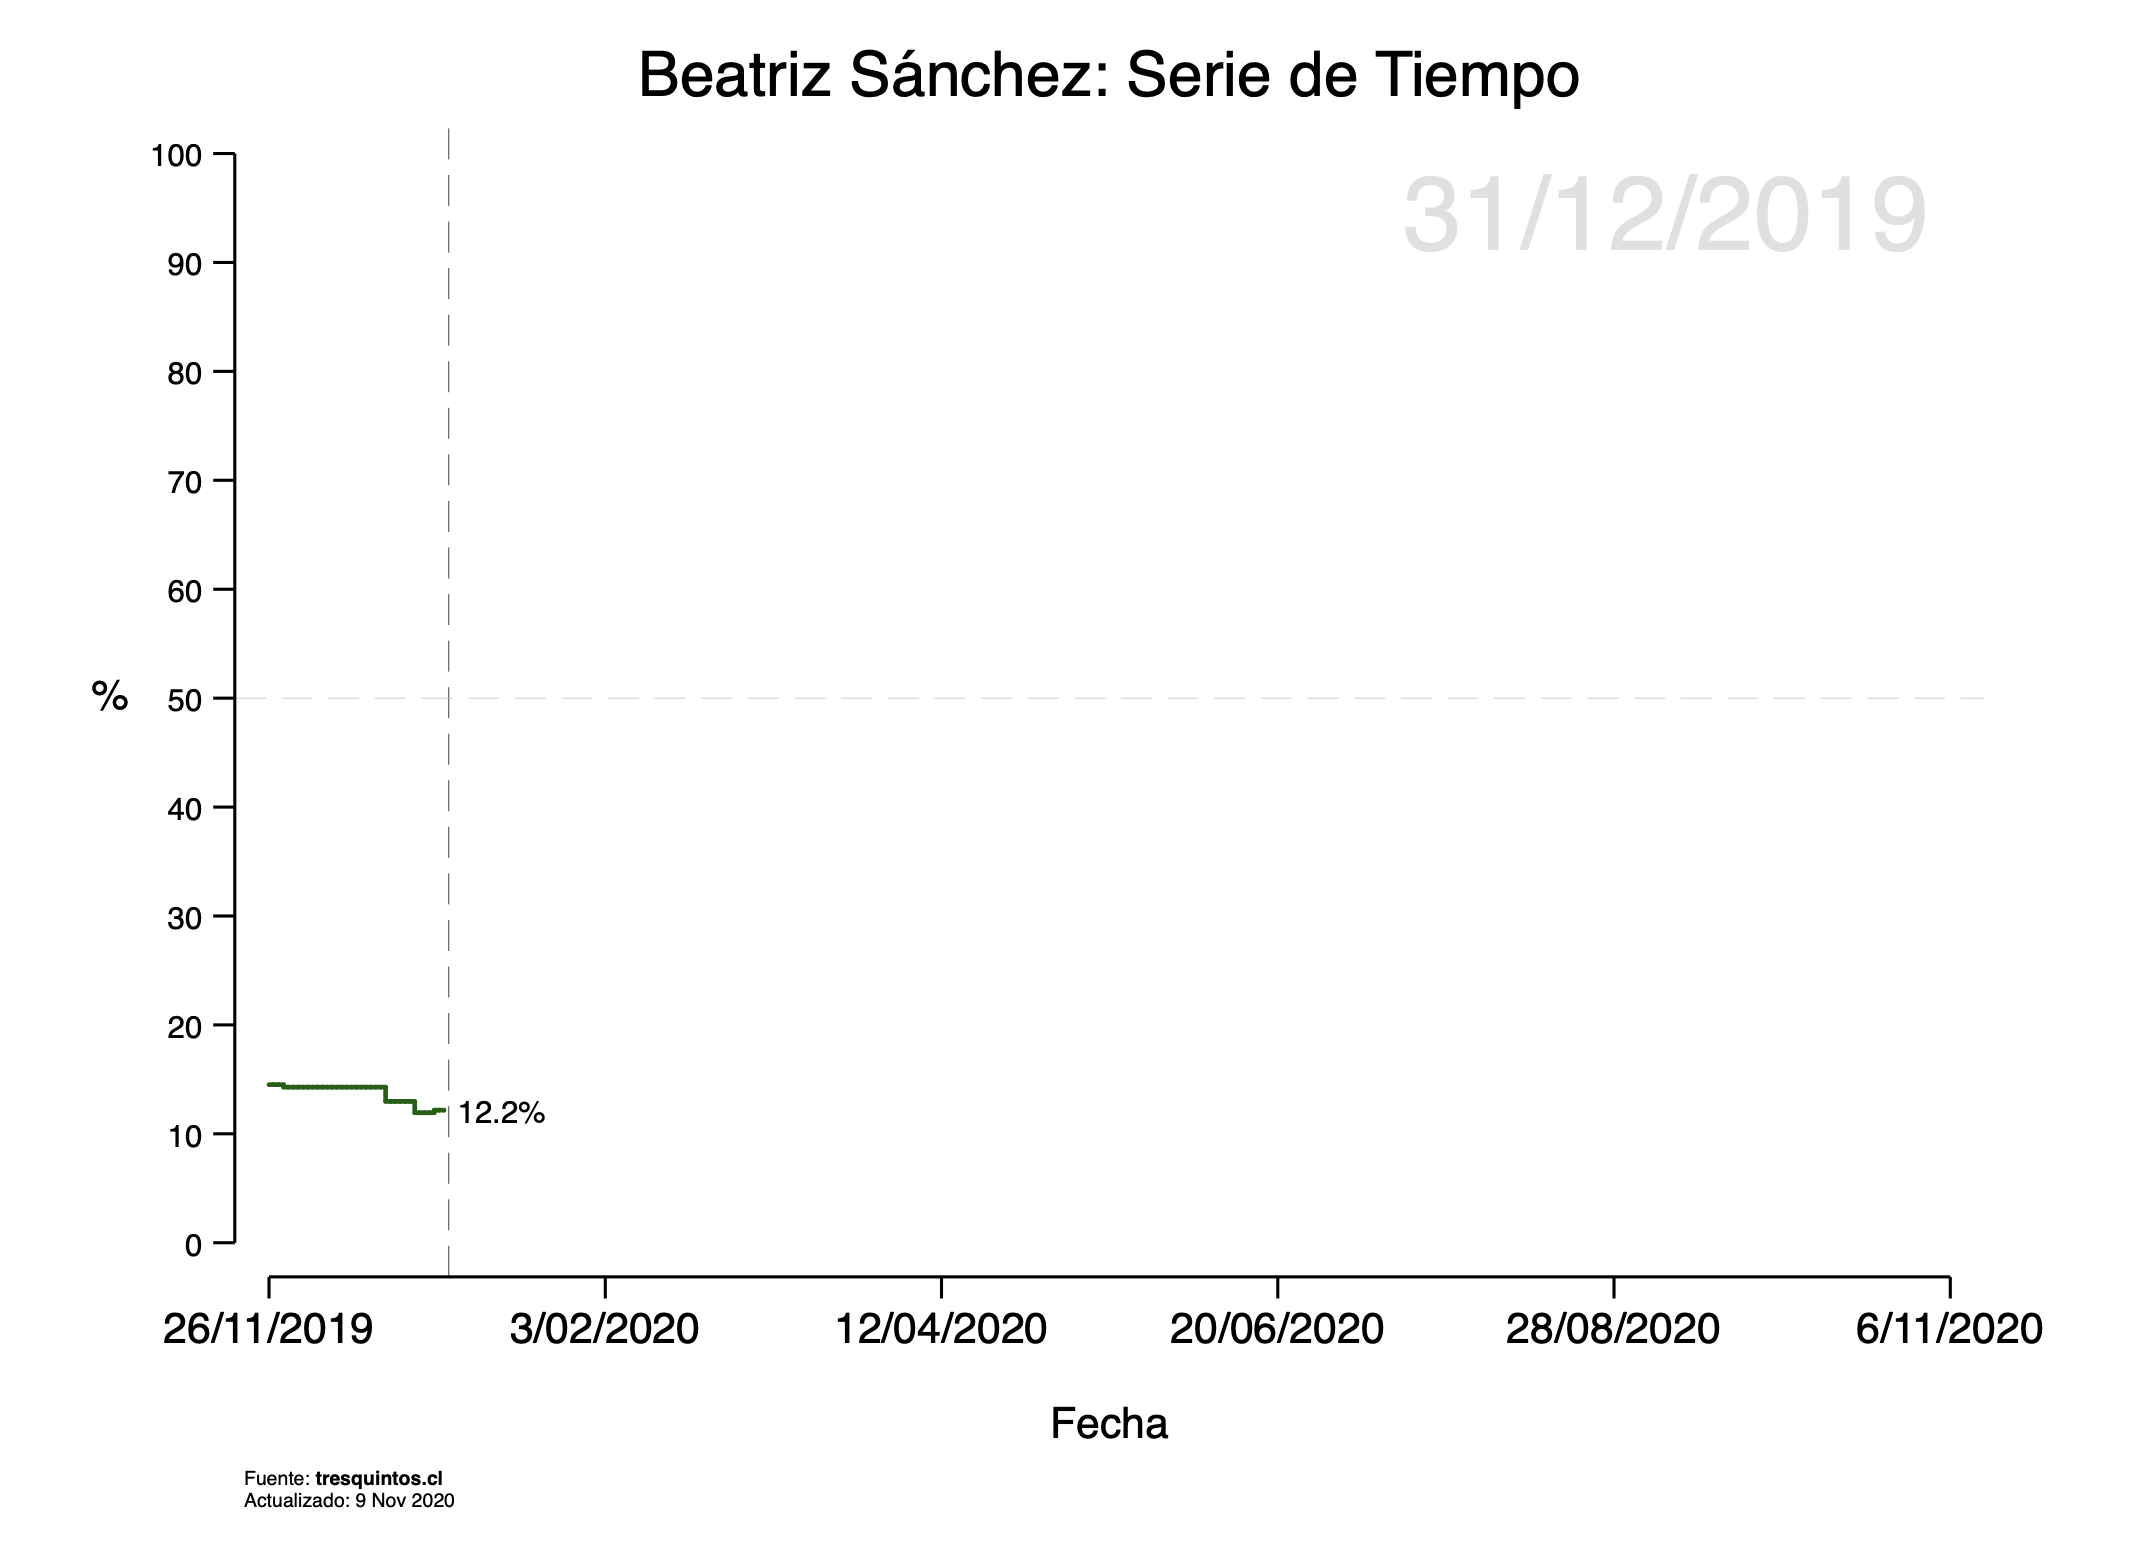 Beatriz Sánchez: Serie de Tiempo
31/12/2019
100
90
80
70
60
%
50
40
30
20
12.2%
10
0
26/11/2019 3/02/2020 12/04/2020 20/06/2020 28/08/2020 6/11/2020
Fecha
Fuente: tresquintos.cl
Actualizado: 9 Nov 2020